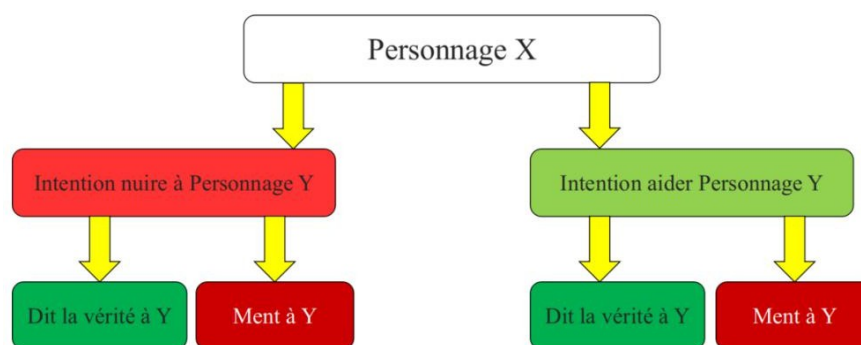 Personnage X
Intention nuire à Personnage Y
Intention aider Personnage Y
Dit la vérité à Y
Ment à Y
Dit la vérité à Y
Ment à Y